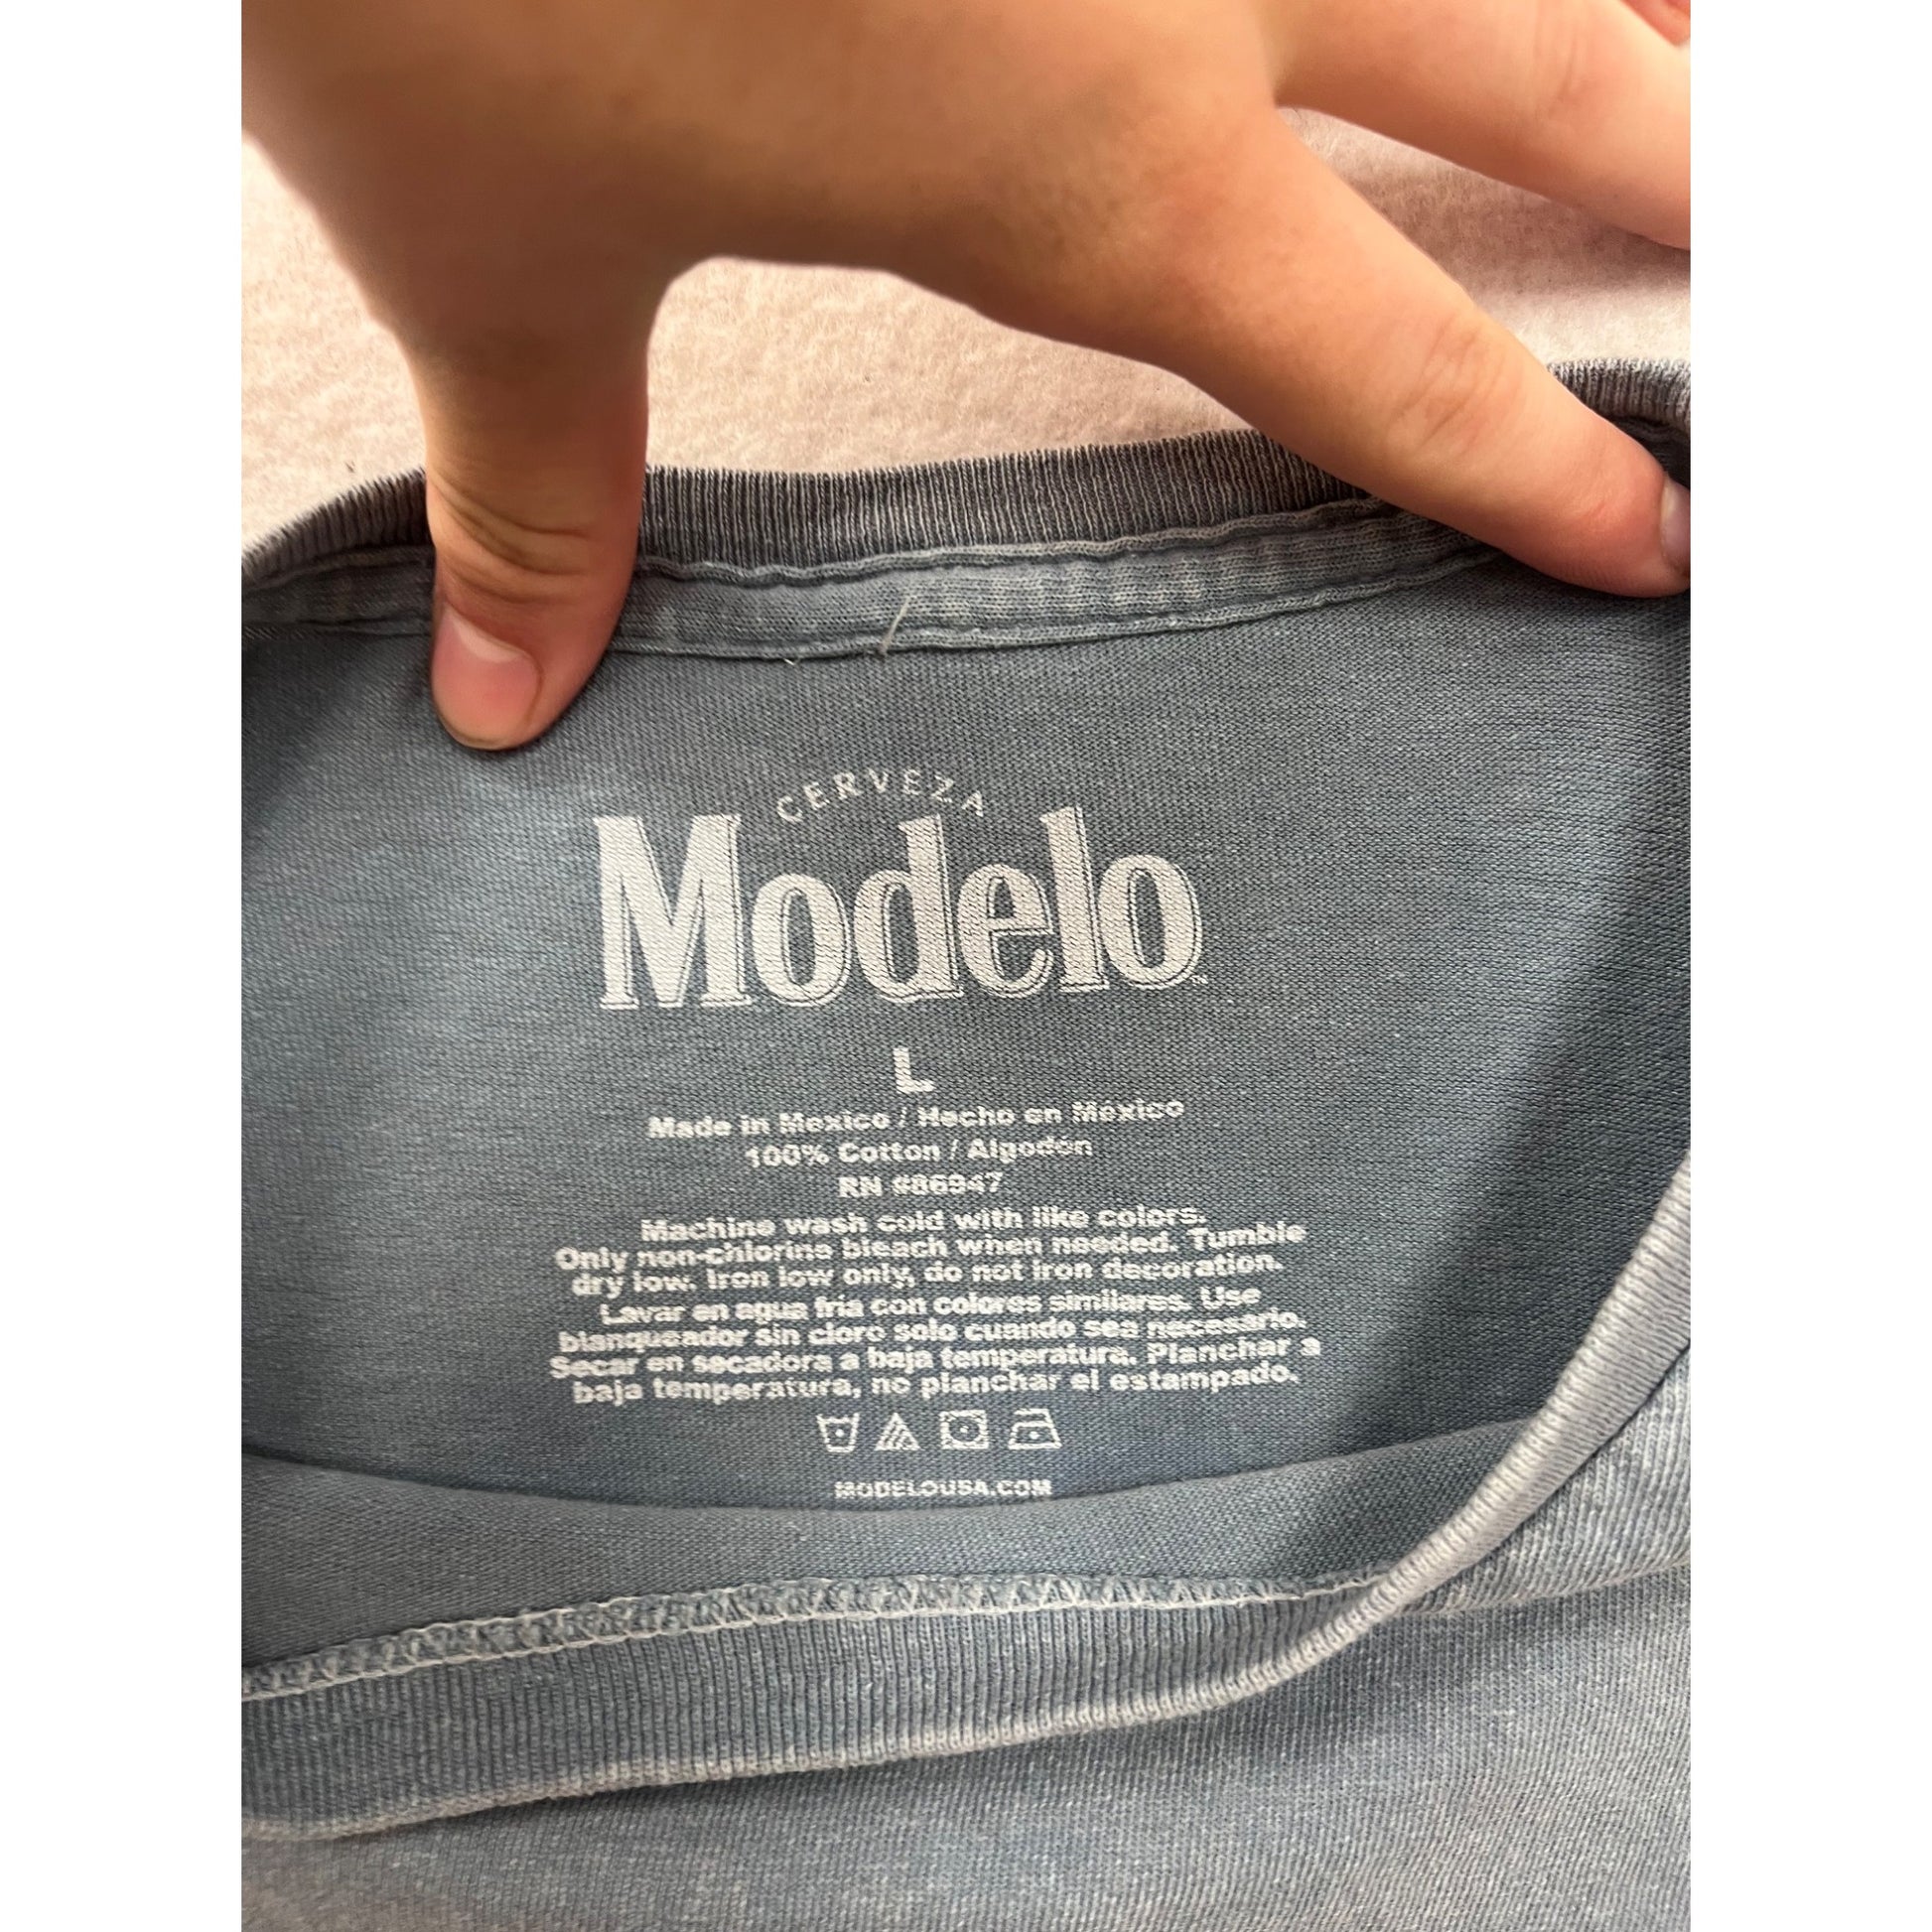 CERVEZA
Modelo
L
Made in Mexico / Hecho en México
100% Cotton / Algodón
RN #86947
Machine wash cold with like colors.
Only non-chlorine bleach when needed. Tumble
dry low. Iron low only, do not iron decoration.
Lavar en agua fria con colores similares. Use
blanqueador sin cloro solo cuando sea necesario.
Secar en secadora a baja temperatura. Planchar a
baja temperatura, no planchar el estampado.
MODELOUSA.COM